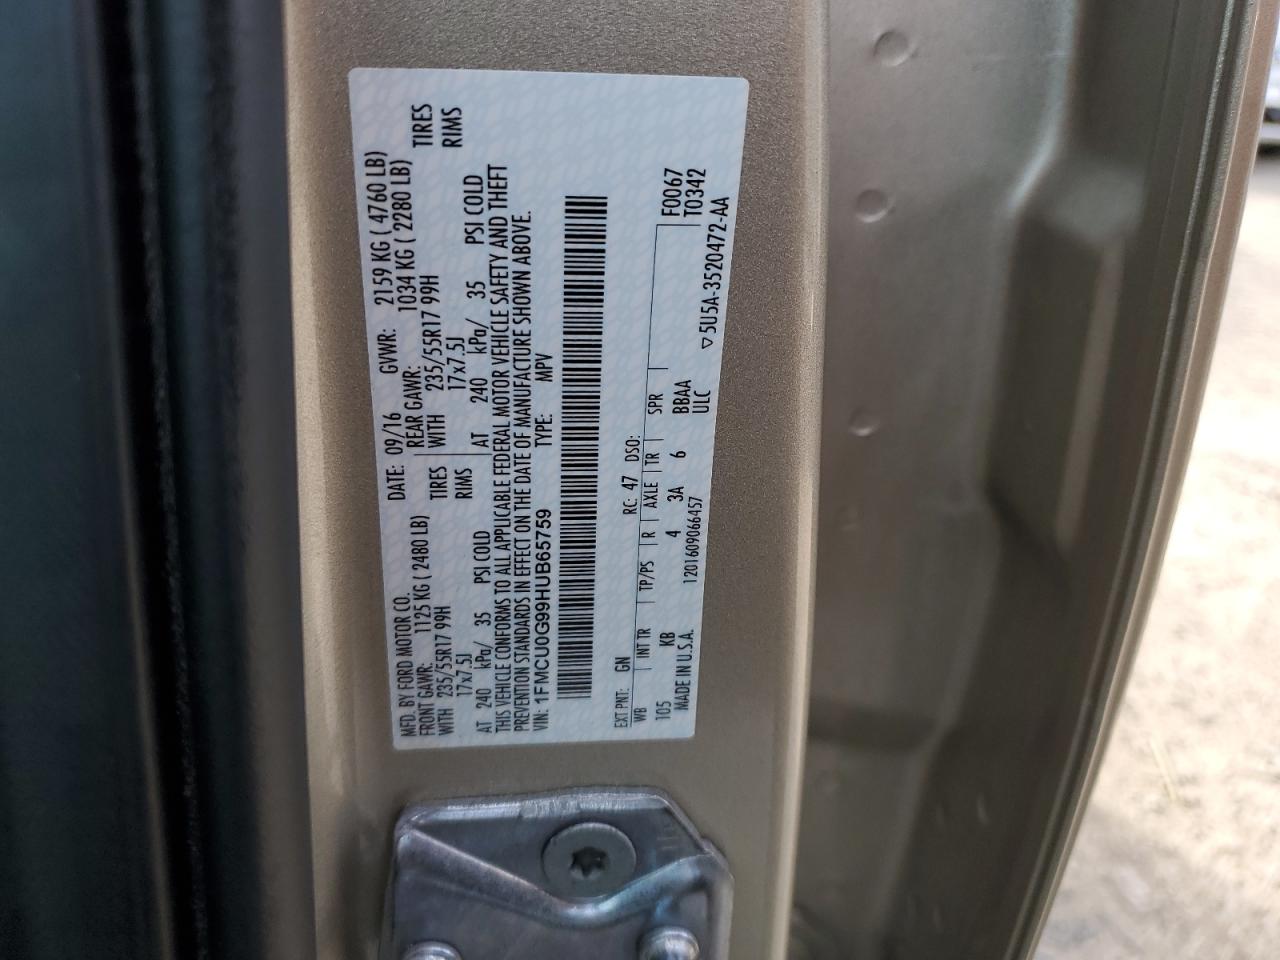 MFD. BY FORD MOTOR CO.
DATE: 09/16 GVWR: 2159 KG ( 4760 LB)
FRONT GAWR: 1125 KG ( 2480 LB) REAR GAWR: 1034 KG ( 2280 LB)
WITH 235/55R17 99H TIRES WITH 235/55R17 99H TIRES
17x7.5J RIMS 17x7.5J RIMS
AT 240 kPa/ 35 PSI COLD AT 240 kPa/ 35 PSI COLD
THIS VEHICLE CONFORMS TO ALL APPLICABLE FEDERAL MOTOR VEHICLE SAFETY AND THEFT
PREVENTION STANDARDS IN EFFECT ON THE DATE OF MANUFACTURE SHOWN ABOVE.
VIN: 1FMCU0G99HUB65759 TYPE: MPV
EXT PNT: GN RC: 47 DSO: F0067
WB INT TR TP/PS R AXLE TR SPR T0342
105 KB 4 3A 6 BBAA
MADE IN U.S.A. 1201609066457 ULC ▽5U5A-3520472-AA